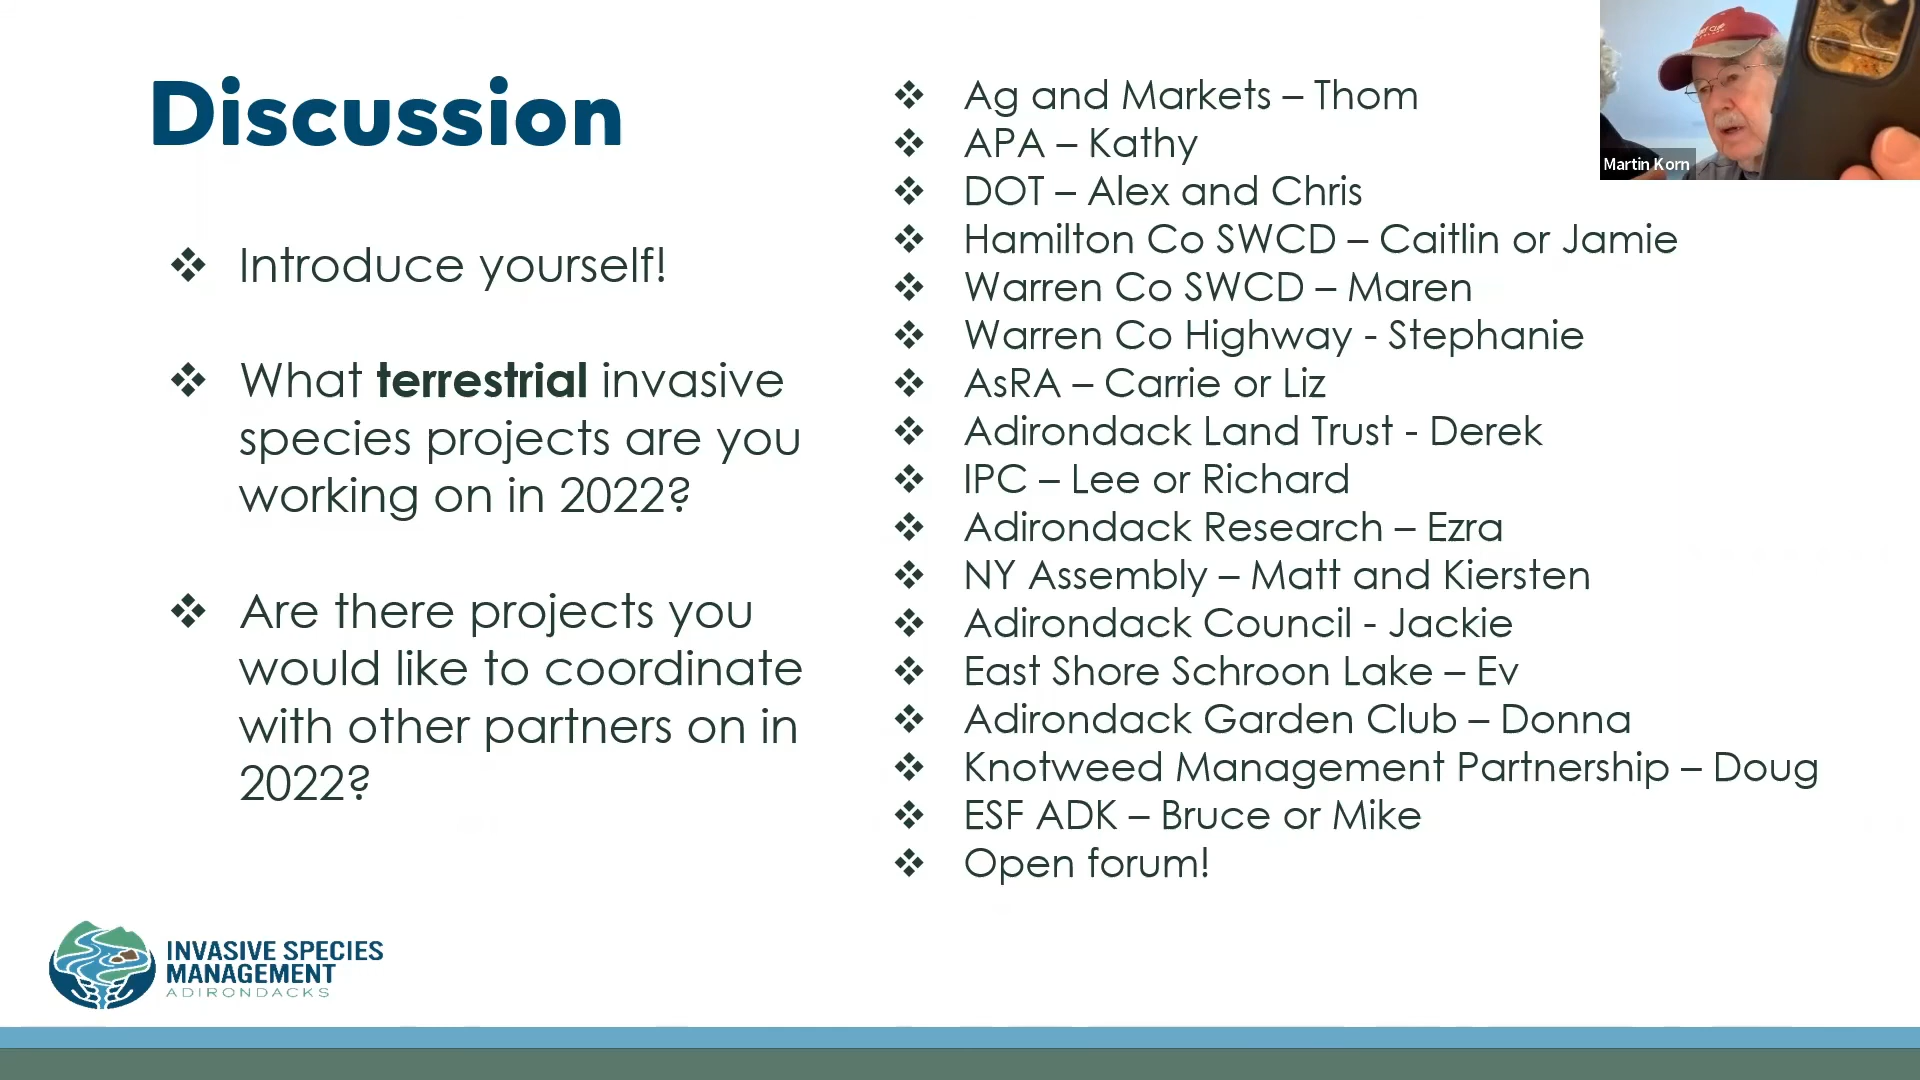 Discussion
❖ Introduce yourself!
❖ What terrestrial invasive
species projects are you
working on in 2022?
❖ Are there projects you
would like to coordinate
with other partners on in
2022?
❖ Ag and Markets – Thom
❖ APA – Kathy
❖ DOT – Alex and Chris
❖ Hamilton Co SWCD – Caitlin or Jamie
❖ Warren Co SWCD – Maren
❖ Warren Co Highway - Stephanie
❖ AsRA – Carrie or Liz
❖ Adirondack Land Trust - Derek
❖ IPC – Lee or Richard
❖ Adirondack Research – Ezra
❖ NY Assembly – Matt and Kiersten
❖ Adirondack Council - Jackie
❖ East Shore Schroon Lake – Ev
❖ Adirondack Garden Club – Donna
❖ Knotweed Management Partnership – Doug
❖ ESF ADK – Bruce or Mike
❖ Open forum!
Martin Korn
INVASIVE SPECIES
MANAGEMENT
ADIRONDACKS